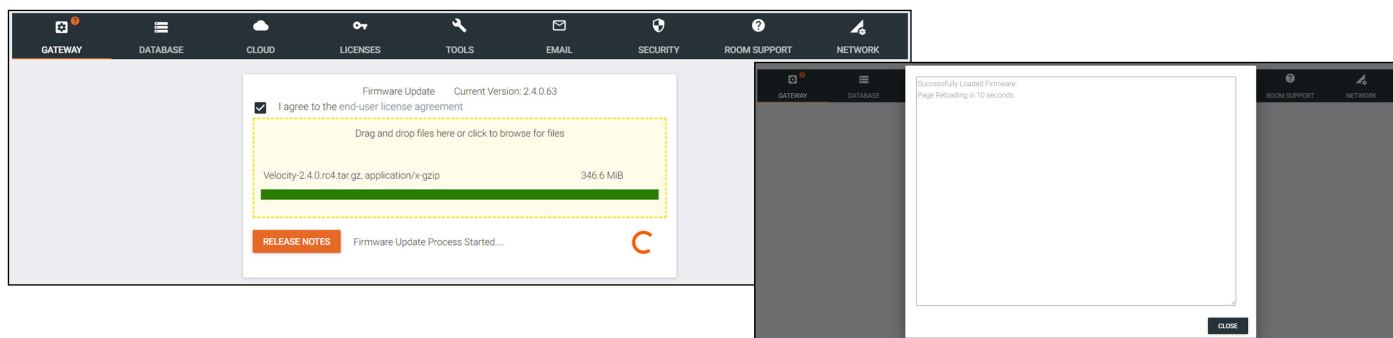 GATEWAY DATABASE CLOUD LICENSES TOOLS EMAIL SECURITY ROOM SUPPORT NETWORK
Firmware Update Current Version: 2.4.0.63
I agree to the end-user license agreement
Drag and drop files here or click to browse for files
Velocity-2.4.0.rc4.tar.gz, application/x-gzip 346.6 MiB
RELEASE NOTES Firmware Update Process Started....
GATEWAY DATABASE ROOM SUPPORT NETWORK
Successfully Loaded Firmware.
Page Reloading in 10 seconds.
CLOSE